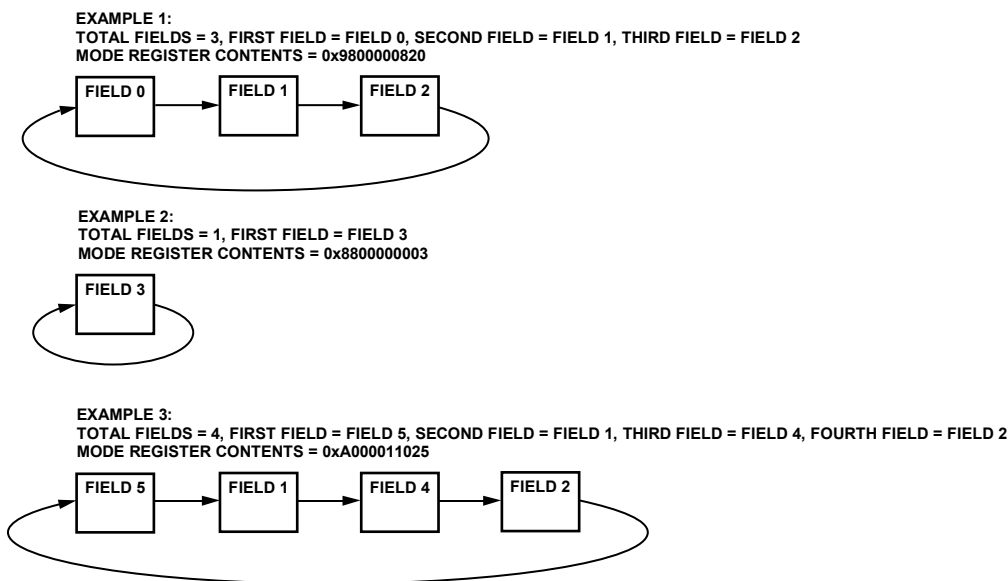 EXAMPLE 1:
TOTAL FIELDS = 3, FIRST FIELD = FIELD 0, SECOND FIELD = FIELD 1, THIRD FIELD = FIELD 2
MODE REGISTER CONTENTS = 0x9800000820
FIELD 0
FIELD 1
FIELD 2
EXAMPLE 2:
TOTAL FIELDS = 1, FIRST FIELD = FIELD 3
MODE REGISTER CONTENTS = 0x8800000003
FIELD 3
EXAMPLE 3:
TOTAL FIELDS = 4, FIRST FIELD = FIELD 5, SECOND FIELD = FIELD 1, THIRD FIELD = FIELD 4, FOURTH FIELD = FIELD 2
MODE REGISTER CONTENTS = 0xA000011025
FIELD 5
FIELD 1
FIELD 4
FIELD 2